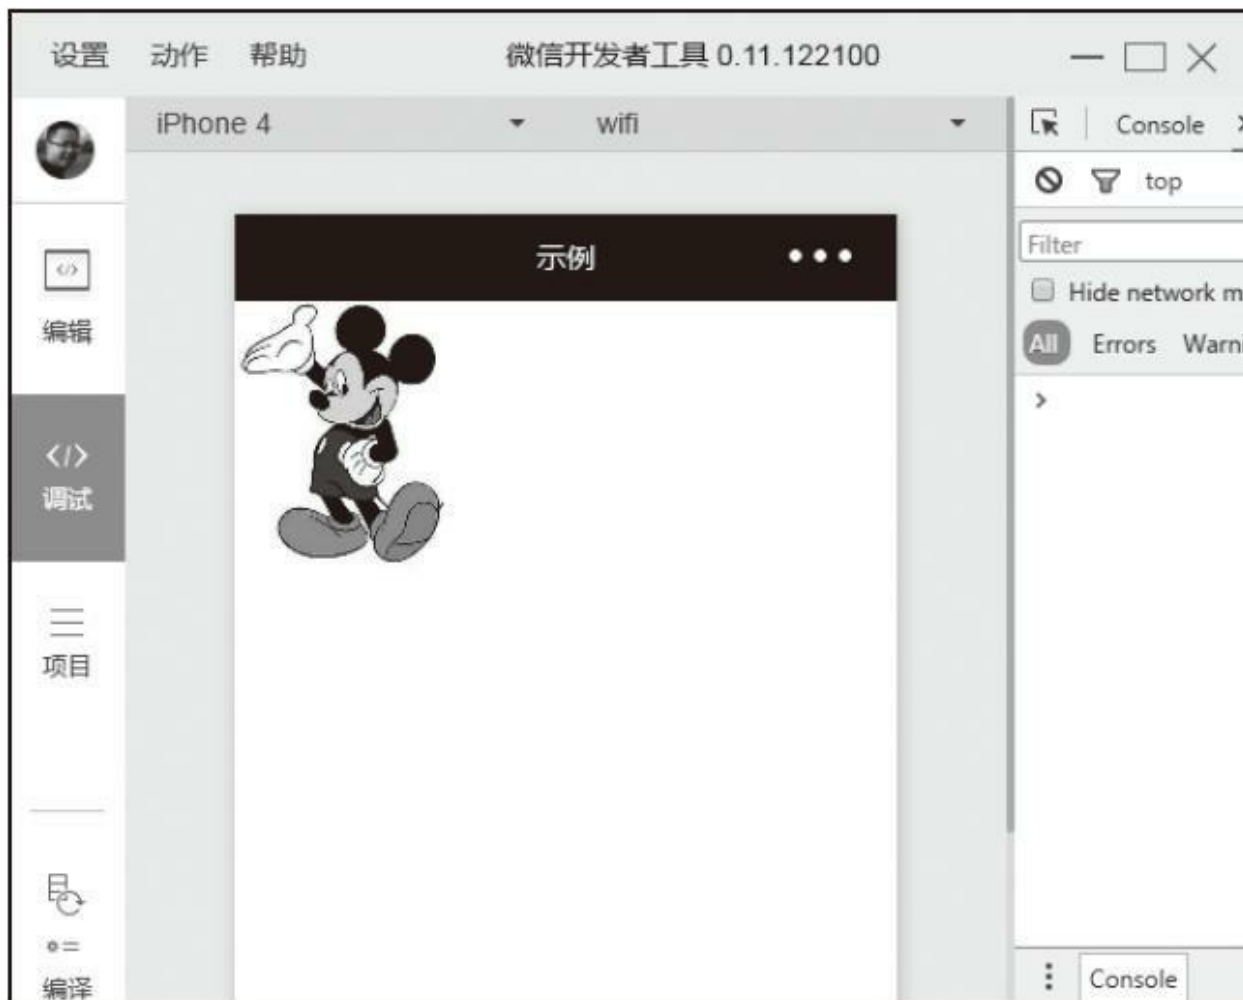 设置 动作 帮助 微信开发者工具 0.11.122100
iPhone 4 wifi
Console
top
示例
Filter
Hide network m
All Errors Warni
编辑
</>
调试
项目
编译
Console